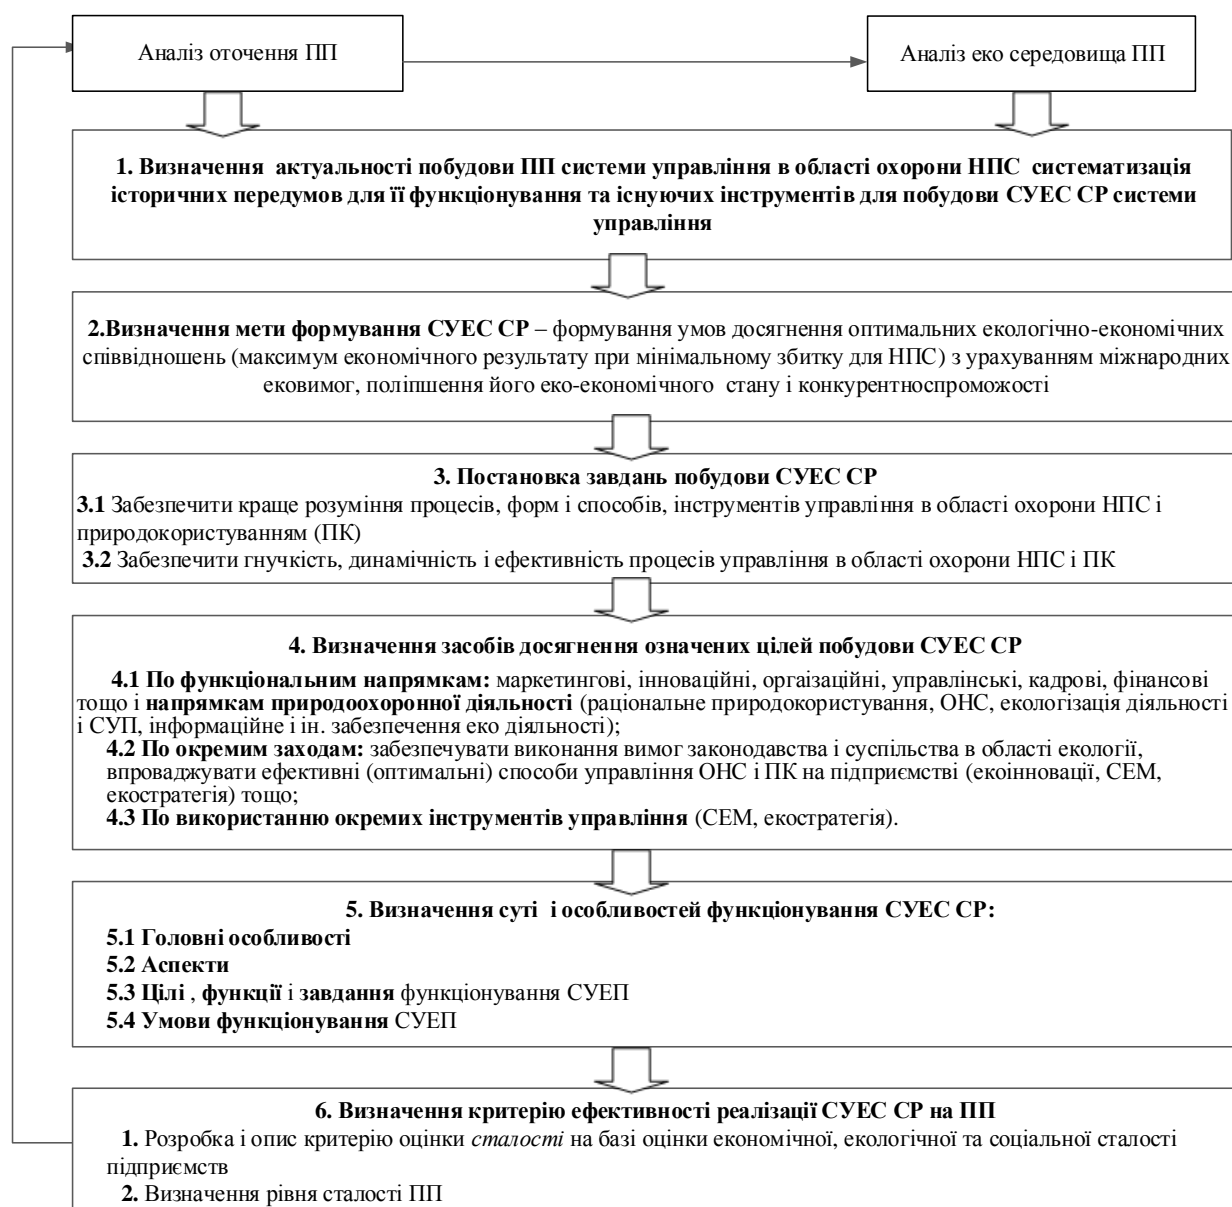 Аналіз оточення ПП
Аналіз еко середовища ПП
1. Визначення актуальності побудови ПП системи управління в області охорони НПС систематізація
історичних передумов для її функціонування та існуючих інструментів для побудови СУЕС СР системи
управління
2.Визначення мети формування СУЕС СР – формування умов досягнення оптимальних екологічно-економічних
співвідношень (максимум економічного результату при мінімальному збитку для НПС) з урахуванням міжнародних
ековимог, поліпшення його еко-економічного стану і конкурентноспроможості
3. Постановка завдань побудови СУЕС СР
3.1 Забезпечити краще розуміння процесів, форм і способів, інструментів управління в області охорони НПС і
природокористуванням (ПК)
3.2 Забезпечити гнучкість, динамічність і ефективність процесів управління в області охорони НПС і ПК
4. Визначення засобів досягнення означених цілей побудови СУЕС СР
4.1 По функціональним напрямкам: маркетингові, інноваційні, оргаізаційні, управлінські, кадрові, фінансові
тощо і напрямкам природоохоронної діяльності (раціональне природокористування, ОНС, екологізація діяльності
і СУП, інформаційне і ін. забезпечення еко діяльності);
4.2 По окремим заходам: забезпечувати виконання вимог законодавства і суспільства в області екології,
впроваджувати ефективні (оптимальні) способи управління ОНС і ПК на підприємстві (екоінновації, СЕМ,
екостратегія) тощо;
4.3 По використанню окремих інструментів управління (СЕМ, екостратегія).
5. Визначення суті і особливостей функціонування СУЕС СР:
5.1 Головні особливості
5.2 Аспекти
5.3 Цілі , функції і завдання функціонування СУЕП
5.4 Умови функціонування СУЕП
6. Визначення критерію ефективності реалізації СУЕС СР на ПП
1. Розробка і опис критерію оцінки сталості на базі оцінки економічної, екологічної та соціальної сталості
підприємств
2. Визначення рівня сталості ПП